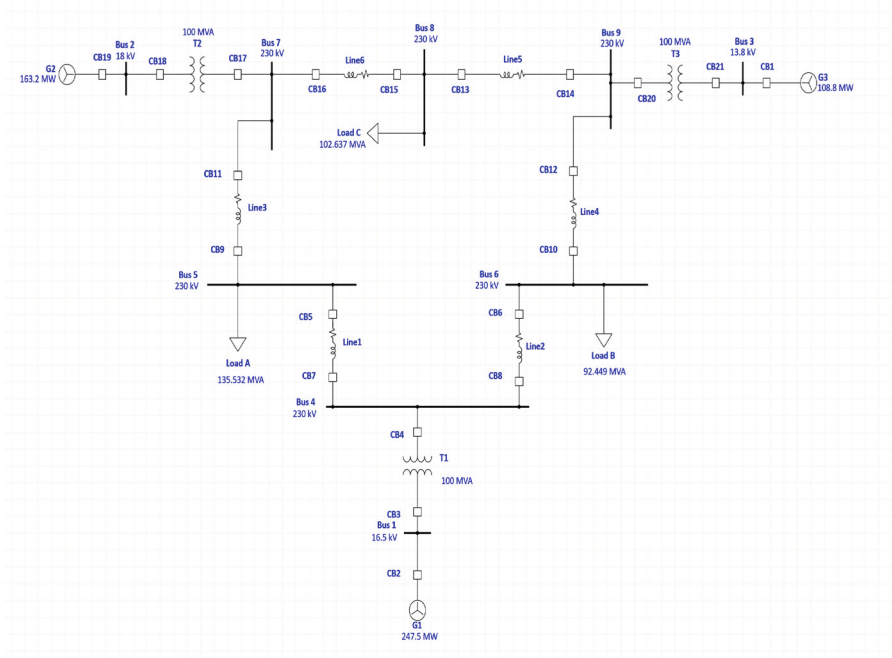 100 MVA
T2
Bus 2
18 kV
CB19
CB18
CB17
G2
163.2 MW
Bus 7
230 kV
Line6
CB16
CB15
Bus 8
230 kV
Line5
CB13
CB14
Bus 9
230 kV
100 MVA
T3
CB20
CB21
Bus 3
13.8 kV
CB1
G3
108.8 MW
Load C
102.637 MVA
CB11
Line3
CB9
CB12
Line4
CB10
Bus 5
230 kV
Bus 6
230 kV
CB5
Line1
CB7
CB6
Line2
CB8
Load A
135.532 MVA
Load B
92.449 MVA
Bus 4
230 kV
CB4
T1
100 MVA
CB3
Bus 1
16.5 kV
CB2
G1
247.5 MW